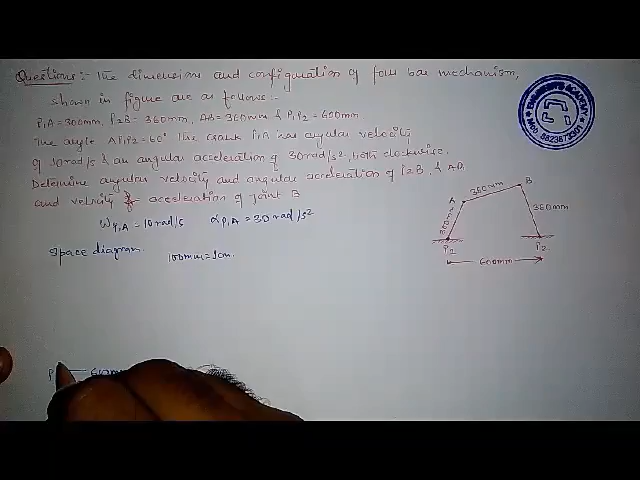 Questions:- The dimensions and configuration of four bar mechanism,
shown in figure are as follows:-
P₁A = 300mm, P₂B = 360mm, AB = 360mm & P₁P₂ = 600mm.
The angle AP₁P₂ = 60° The crank P₁A has angular velocity
of 10 rad/s & an angular acceleration of 30 rad/s², both clockwise.
Determine angular velocity and angular acceleration of P₂B, & AB,
and velocity & acceleration of joint B
ωP₁A = 10 rad/s αP₁A = 30 rad/s²
Space diagram. 100mm = 1cm.
360mm
B
A
300mm
360mm
P₂
600mm
P